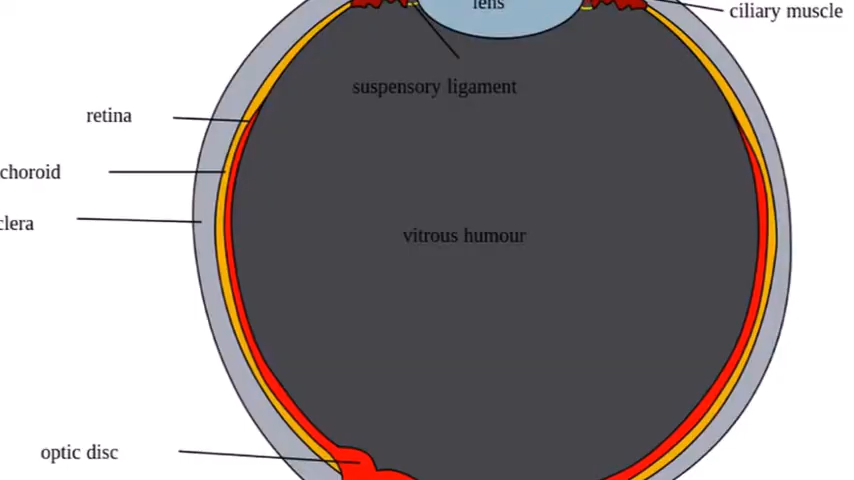 lens
ciliary muscle
suspensory ligament
retina
choroid
clera
vitrous humour
optic disc